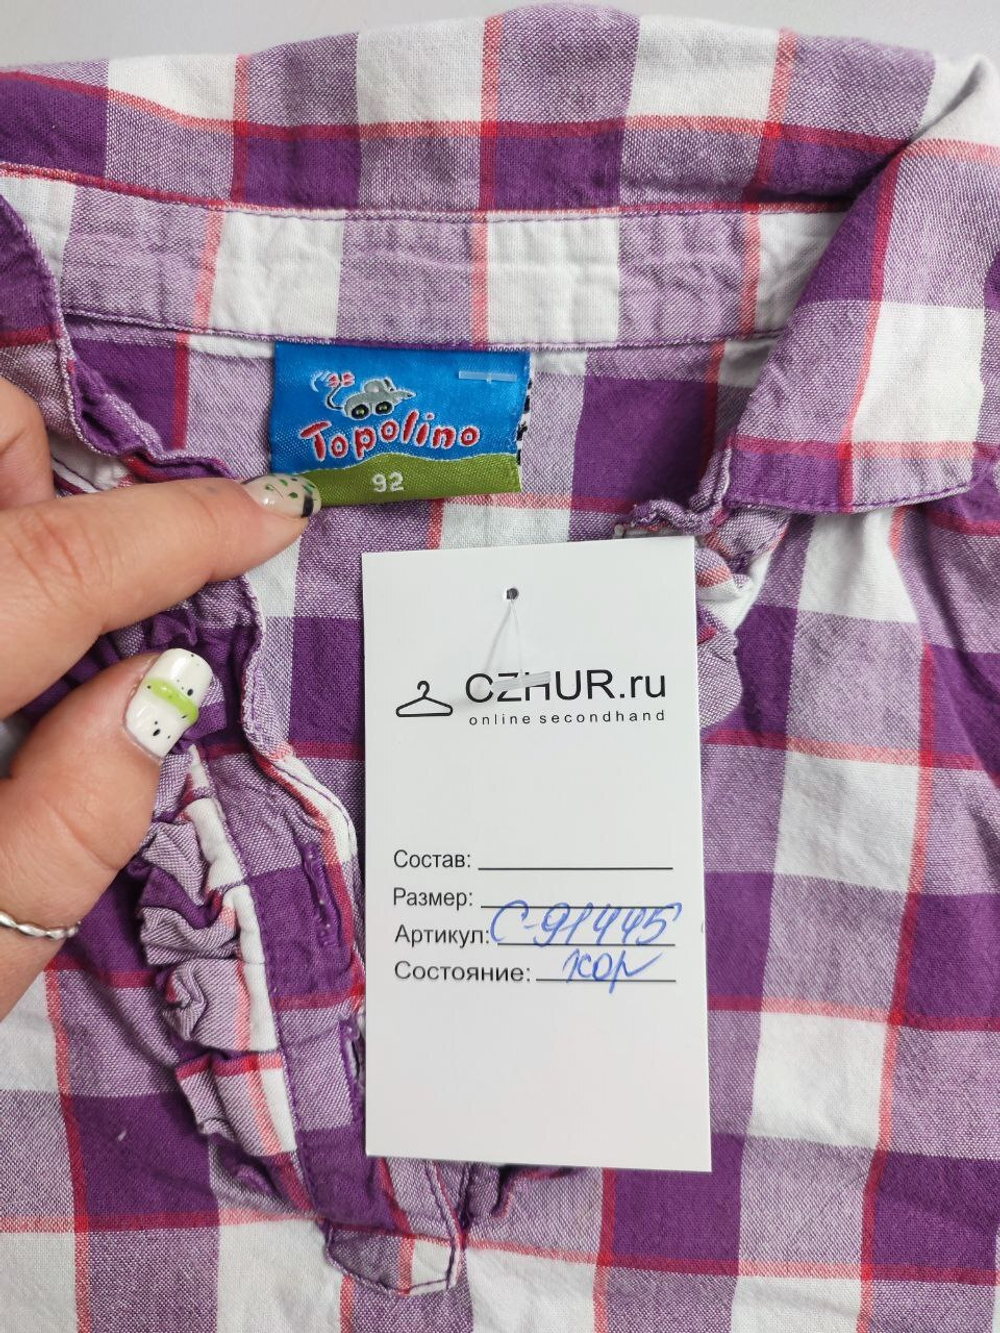 Topolino
92
CZHUR.ru
online secondhand
Состав:
Размер:
Артикул: С-91445
Состояние: хор